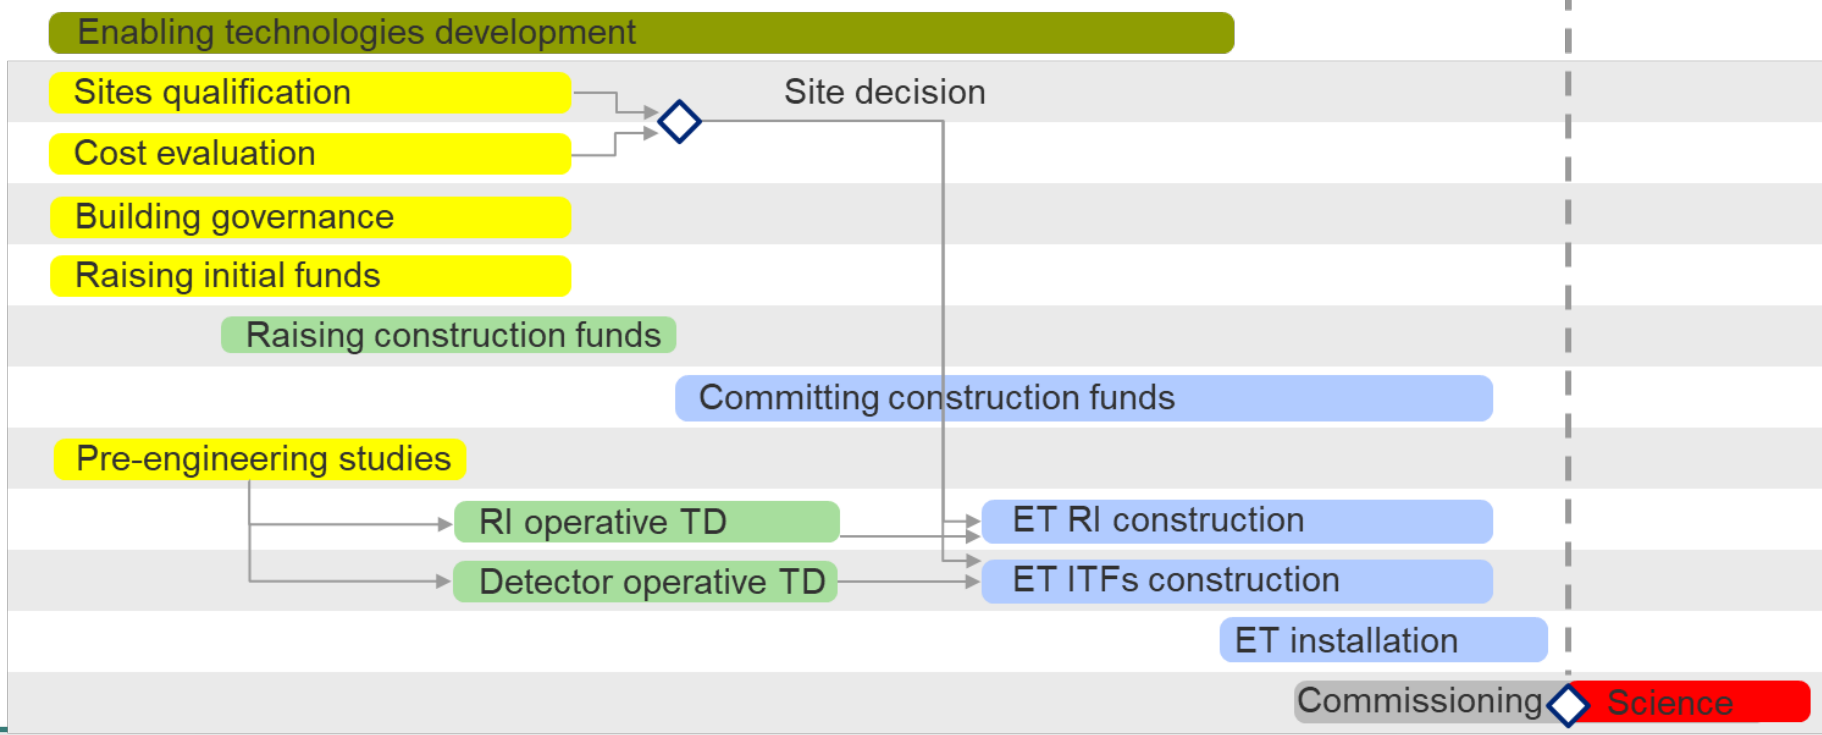 Enabling technologies development
Sites qualification
Site decision
Cost evaluation
Building governance
Raising initial funds
Raising construction funds
Committing construction funds
Pre-engineering studies
RI operative TD
ET RI construction
Detector operative TD
ET ITFs construction
ET installation
Commissioning
Science